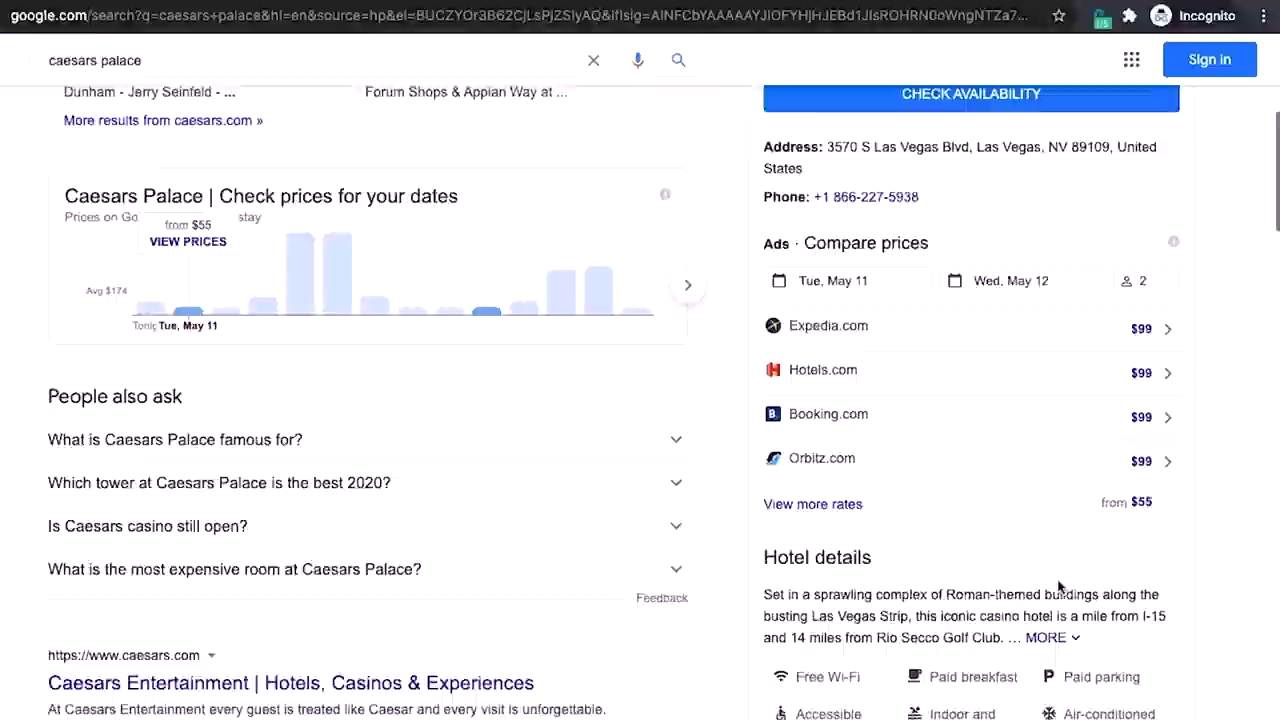 google.com/search?q=caesars+palace&hl=en&source=hp&ei=BUCZYOr3B62CjLsPjZSIyAQ&iflsig=AINFCbYAAAAAYJlOFYHjHJEBd1JIsROHRN0oWngNTZa7...
Incognito
caesars palace
Sign in
Dunham - Jerry Seinfeld - ...
Forum Shops & Appian Way at ...
More results from caesars.com »
Caesars Palace | Check prices for your dates
Prices on Go
stay
from $55
VIEW PRICES
Avg $174
Tonig
Tue, May 11
People also ask
What is Caesars Palace famous for?
Which tower at Caesars Palace is the best 2020?
Is Caesars casino still open?
What is the most expensive room at Caesars Palace?
Feedback
https://www.caesars.com
Caesars Entertainment | Hotels, Casinos & Experiences
At Caesars Entertainment every guest is treated like Caesar and every visit is unforgettable.
CHECK AVAILABILITY
Address: 3570 S Las Vegas Blvd, Las Vegas, NV 89109, United
States
Phone: +1 866-227-5938
Ads · Compare prices
Tue, May 11
Wed, May 12
2
Expedia.com
$99
Hotels.com
$99
B.
Booking.com
$99
Orbitz.com
$99
View more rates
from $55
Hotel details
Set in a sprawling complex of Roman-themed buildings along the
busting Las Vegas Strip, this iconic casino hotel is a mile from I-15
and 14 miles from Rio Secco Golf Club. ... MORE
Free Wi-Fi
Paid breakfast
P Paid parking
Accessible
Indoor and
Air-conditioned